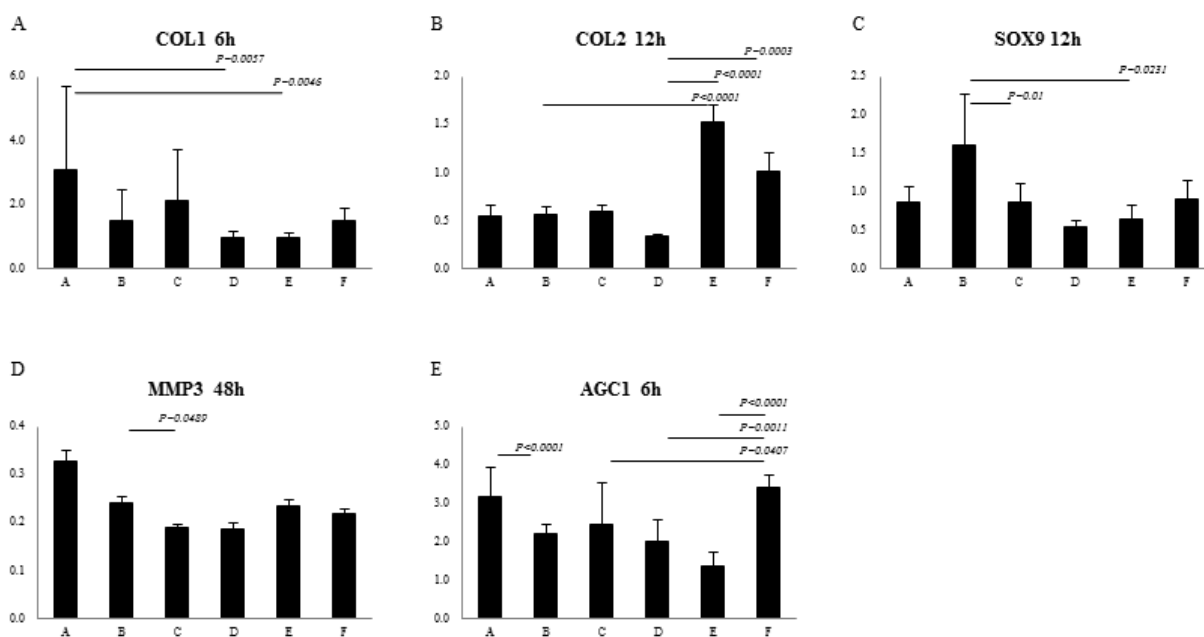 A
COL1 6h
P=0.0057
P=0.0046
6.0
4.0
2.0
0.0
A B C D E F
B
COL2 12h
P=0.0003
P<0.0001
P<0.0001
2.0
1.5
1.0
0.5
0.0
A B C D E F
C
SOX9 12h
P=0.0231
P=0.01
2.5
2.0
1.5
1.0
0.5
0.0
A B C D E F
D
MMP3 48h
P=0.0489
0.4
0.3
0.2
0.1
0.0
A B C D E F
E
AGC1 6h
P<0.0001
P=0.0011
P=0.0407
P<0.0001
5.0
4.0
3.0
2.0
1.0
0.0
A B C D E F